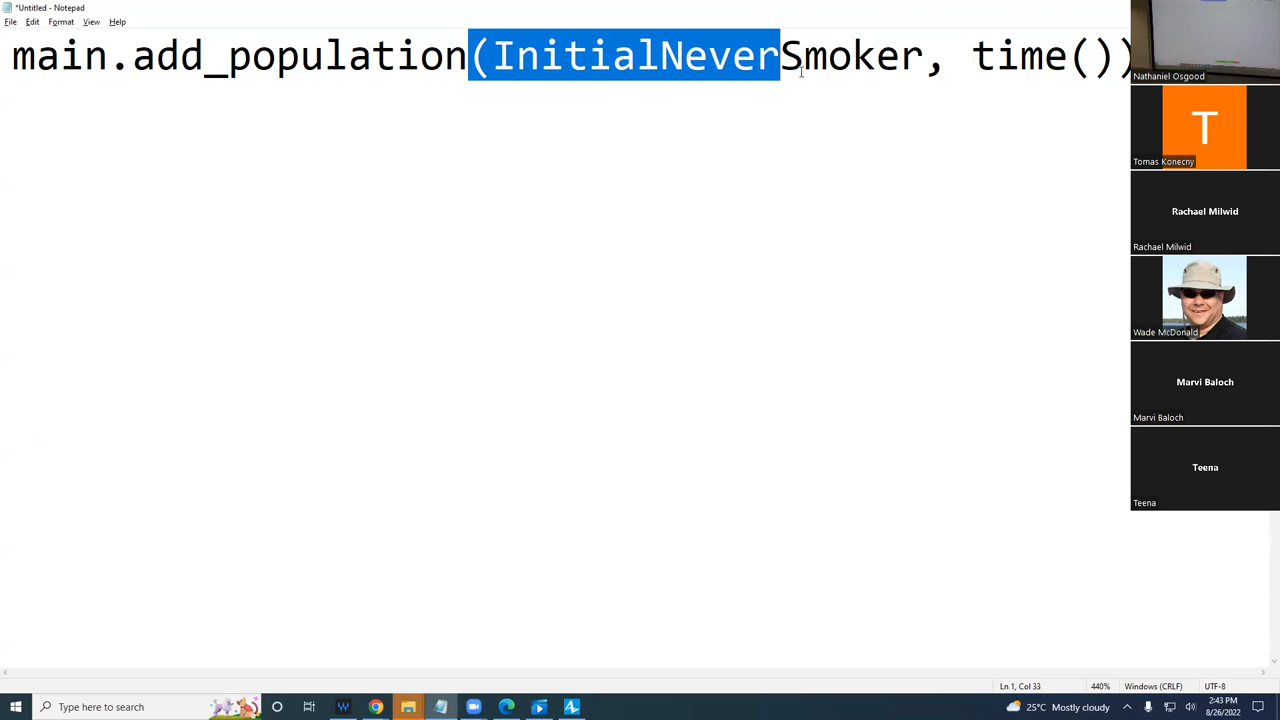 *Untitled - Notepad
File Edit Format View Help
main.add_population(InitialNeverSmoker, time())
Nathaniel Osgood
T
Tomas Konecny
Rachael Milwid
Rachael Milwid
Wade McDonald
Marvi Baloch
Marvi Baloch
Teena
Teena
Ln 1, Col 33 440% Windows (CRLF) UTF-8
Type here to search
25°C Mostly cloudy
2:43 PM
8/26/2022